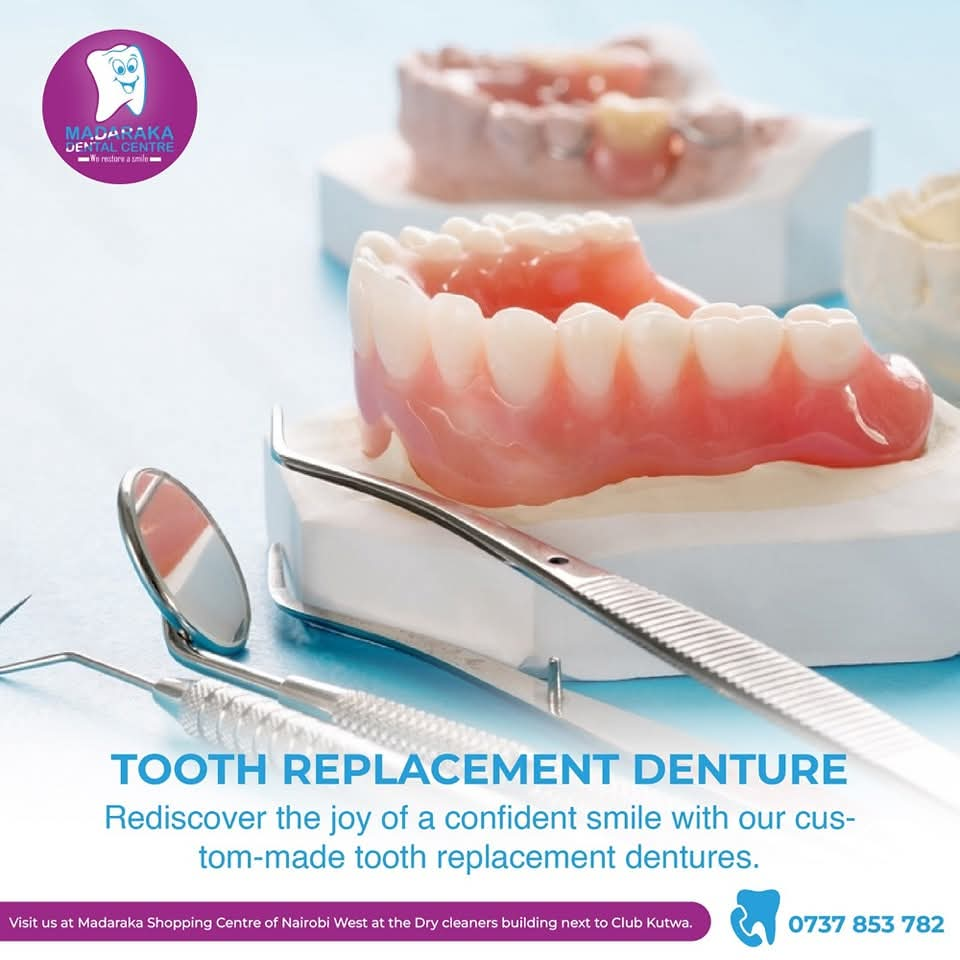 MADARAKA
DENTAL CENTRE
We restore a smile
TOOTH REPLACEMENT DENTURE
Rediscover the joy of a confident smile with our cus-
tom-made tooth replacement dentures.
Visit us at Madaraka Shopping Centre of Nairobi West at the Dry cleaners building next to Club Kutwa.
0737 853 782